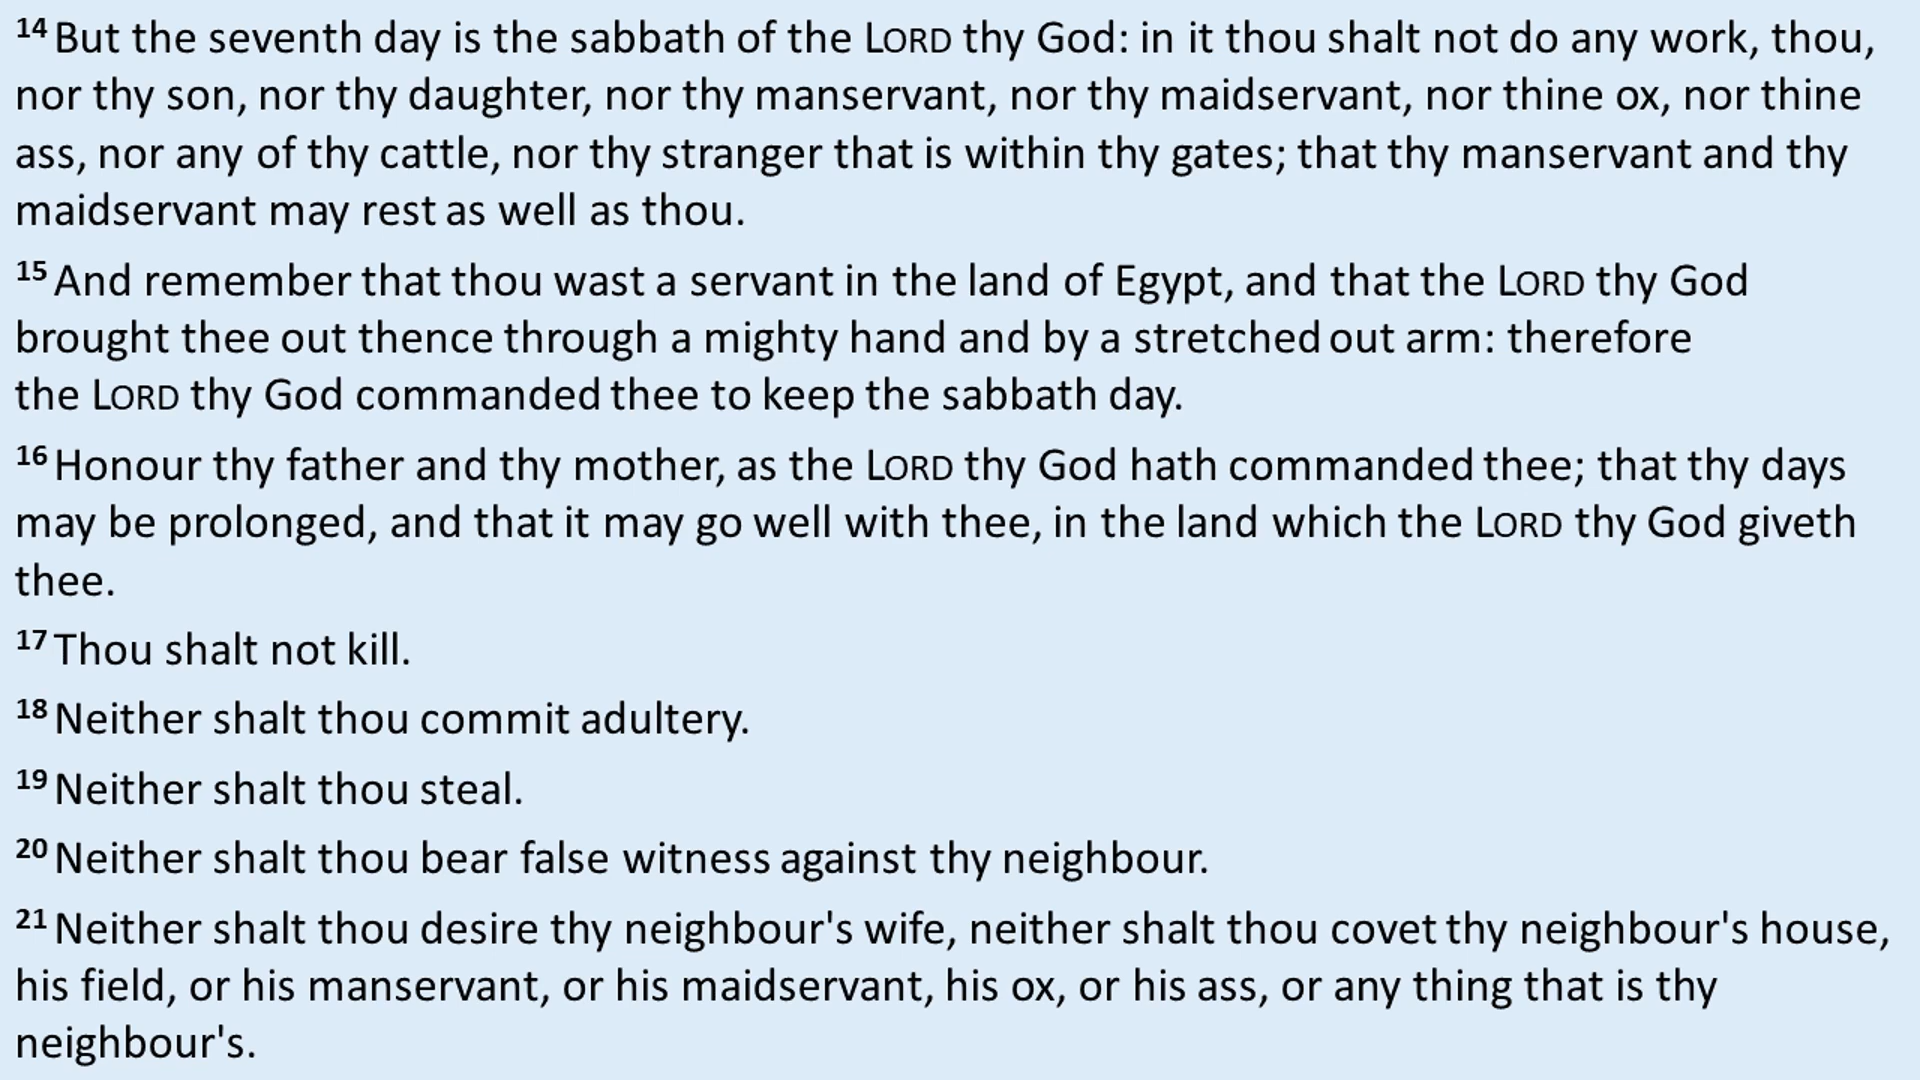 14 But the seventh day is the sabbath of the LORD thy God: in it thou shalt not do any work, thou,
nor thy son, nor thy daughter, nor thy manservant, nor thy maidservant, nor thine ox, nor thine
ass, nor any of thy cattle, nor thy stranger that is within thy gates; that thy manservant and thy
maidservant may rest as well as thou.
15 And remember that thou wast a servant in the land of Egypt, and that the LORD thy God
brought thee out thence through a mighty hand and by a stretched out arm: therefore
the LORD thy God commanded thee to keep the sabbath day.
16 Honour thy father and thy mother, as the LORD thy God hath commanded thee; that thy days
may be prolonged, and that it may go well with thee, in the land which the LORD thy God giveth
thee.
17 Thou shalt not kill.
18 Neither shalt thou commit adultery.
19 Neither shalt thou steal.
20 Neither shalt thou bear false witness against thy neighbour.
21 Neither shalt thou desire thy neighbour's wife, neither shalt thou covet thy neighbour's house,
his field, or his manservant, or his maidservant, his ox, or his ass, or any thing that is thy
neighbour's.